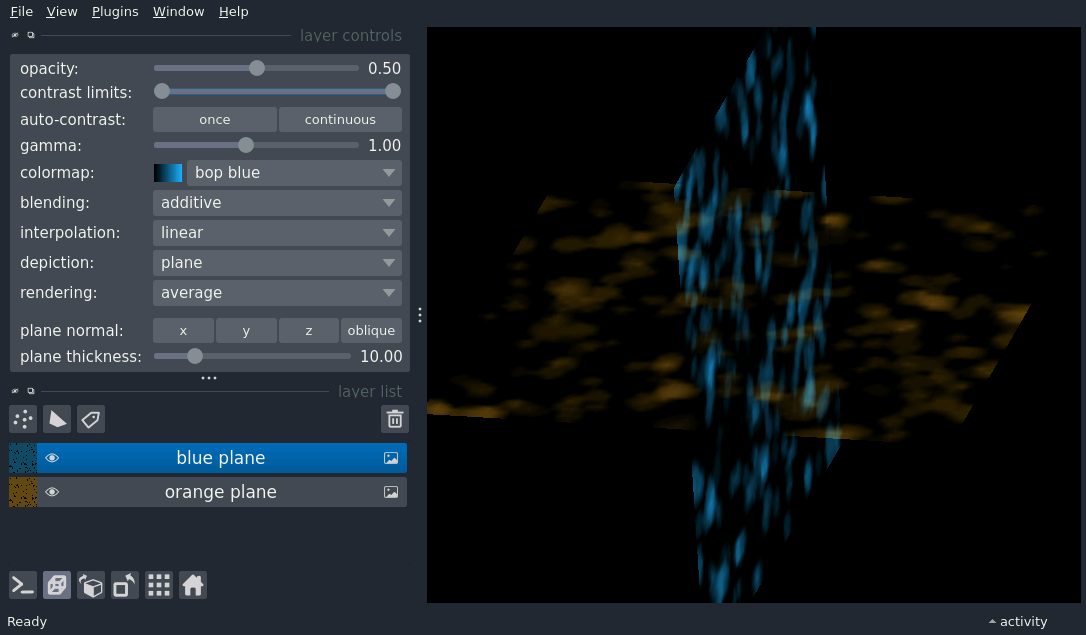 File View Plugins Window Help
layer controls
opacity: 0.50
contrast limits:
auto-contrast: once continuous
gamma: 1.00
colormap: bop blue
blending: additive
interpolation: linear
depiction: plane
rendering: average
plane normal: x y z oblique
plane thickness: 10.00
layer list
blue plane
orange plane
Ready activity